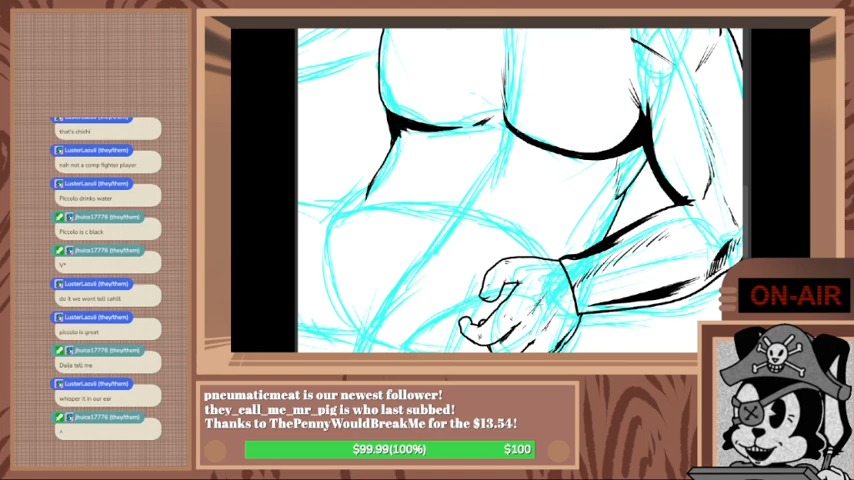 LusterLazuli (they/them)
that's chichi
LusterLazuli (they/them)
nah not a comp fighter player
LusterLazuli (they/them)
Piccolo drinks water
jhoice17776 (they/them)
Piccolo is c black
jhoice17776 (they/them)
V*
LusterLazuli (they/them)
do it we wont tell cahill
LusterLazuli (they/them)
piccolo is great
jhoice17776 (they/them)
tell me
LusterLazuli (they/them)
whisper it in our ear
jhoice17776 (they/them)
ON-AIR
pneumaticmeat is our newest follower!
they_call_me_mr_pig is who last subbed!
Thanks to ThePennyWouldBreakMe for the $13.54!
$99.99(100%) $100